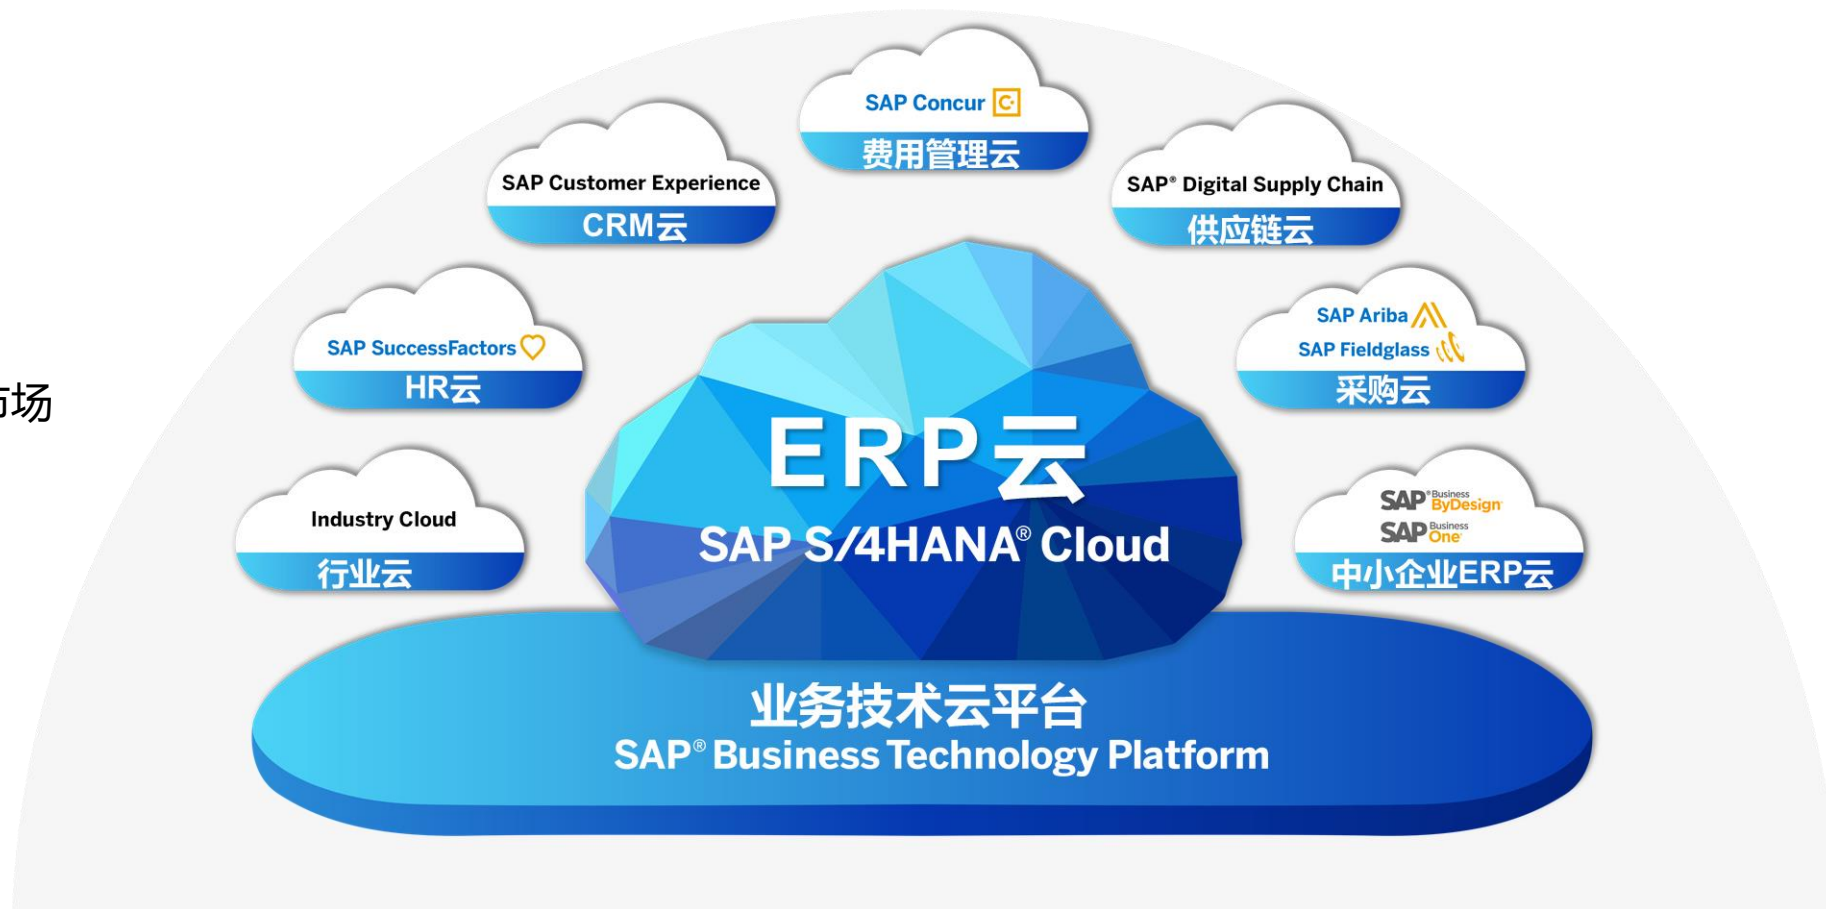 SAP Concur
费用管理云
SAP Customer Experience
CRM云
SAP® Digital Supply Chain
供应链云
SAP SuccessFactors
HR云
SAP Ariba
SAP Fieldglass
采购云
市场
ERP云
SAP S/4HANA® Cloud
Industry Cloud
行业云
SAP® Business ByDesign
SAP Business One
中小企业ERP云
业务技术云平台
SAP® Business Technology Platform